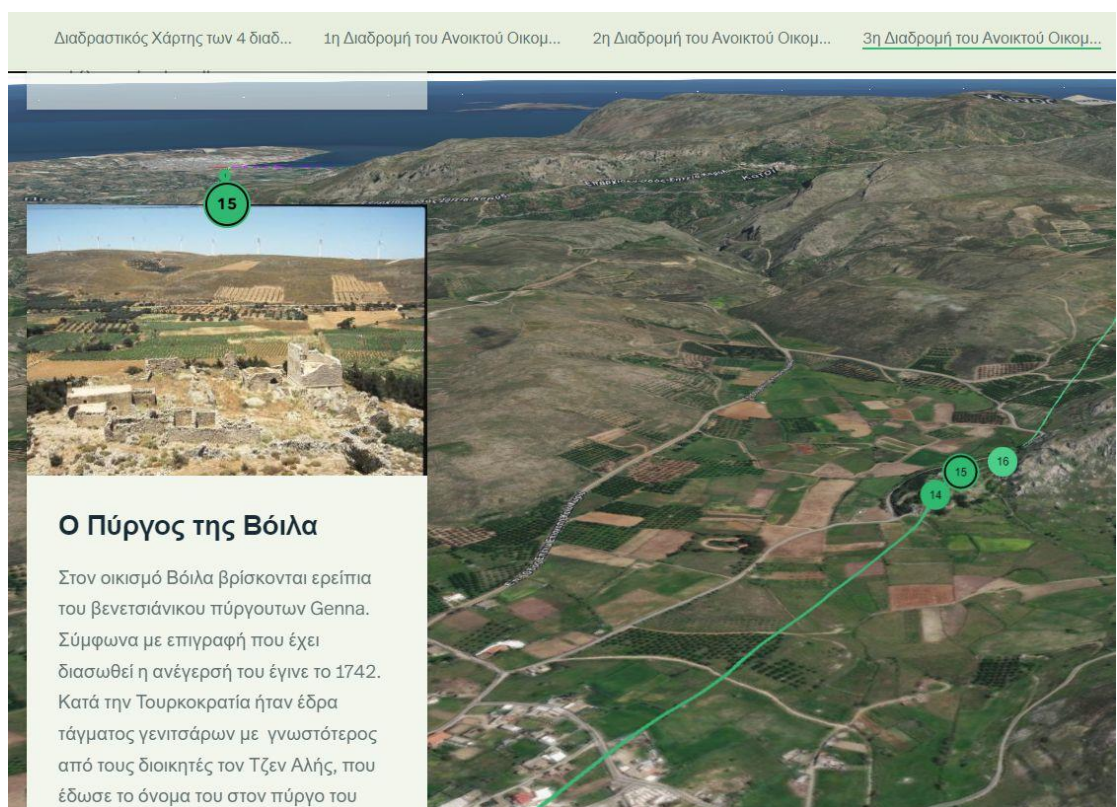 Διαδραστικός Χάρτης των 4 διαδ...
1η Διαδρομή του Ανοικτού Οικομ...
2η Διαδρομή του Ανοικτού Οικομ...
3η Διαδρομή του Ανοικτού Οικομ...
15
Κατσι
15
16
14
Ο Πύργος της Βόιλα
Στον οικισμό Βόιλα βρίσκονται ερείπια
του βενετσιάνικου πύργουτων Genna.
Σύμφωνα με επιγραφή που έχει
διασωθεί η ανέγερσή του έγινε το 1742.
Κατά την Τουρκοκρατία ήταν έδρα
τάγματος γενιτσάρων με γνωστότερος
από τους διοικητές τον Τζεν Αλής, που
έδωσε το όνομα του στον πύργο του